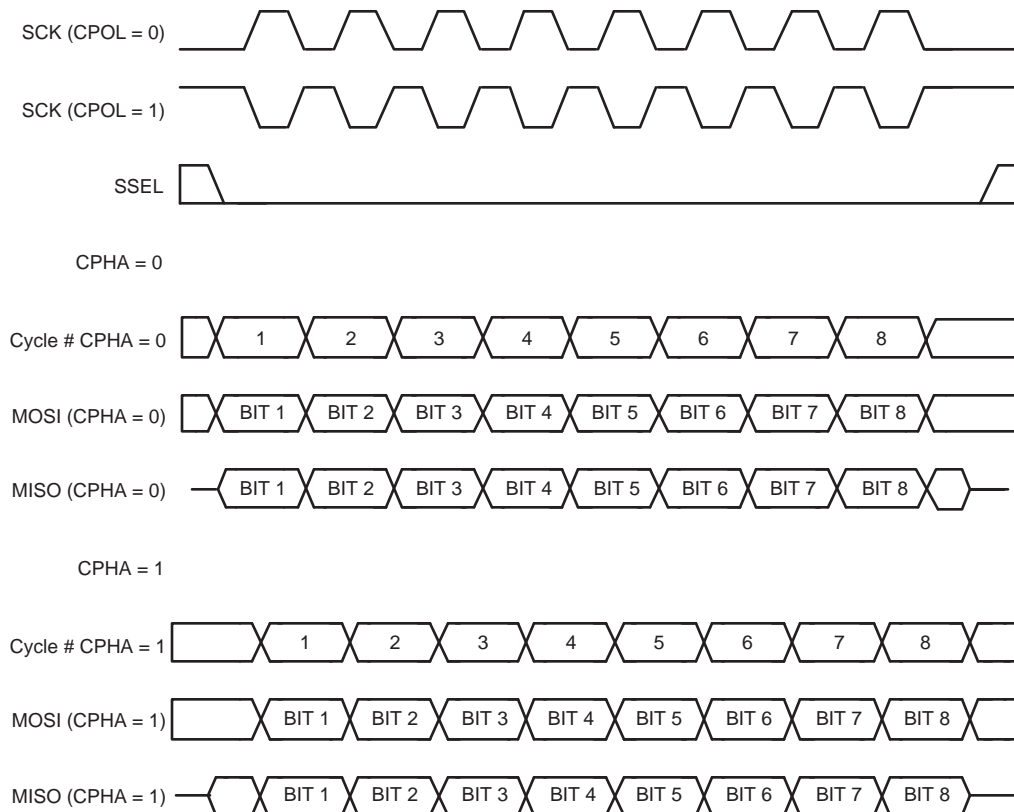 SCK (CPOL = 0)
SCK (CPOL = 1)
SSEL
CPHA = 0
Cycle # CPHA = 0 1 2 3 4 5 6 7 8
MOSI (CPHA = 0) BIT 1 BIT 2 BIT 3 BIT 4 BIT 5 BIT 6 BIT 7 BIT 8
MISO (CPHA = 0) BIT 1 BIT 2 BIT 3 BIT 4 BIT 5 BIT 6 BIT 7 BIT 8
CPHA = 1
Cycle # CPHA = 1 1 2 3 4 5 6 7 8
MOSI (CPHA = 1) BIT 1 BIT 2 BIT 3 BIT 4 BIT 5 BIT 6 BIT 7 BIT 8
MISO (CPHA = 1) BIT 1 BIT 2 BIT 3 BIT 4 BIT 5 BIT 6 BIT 7 BIT 8